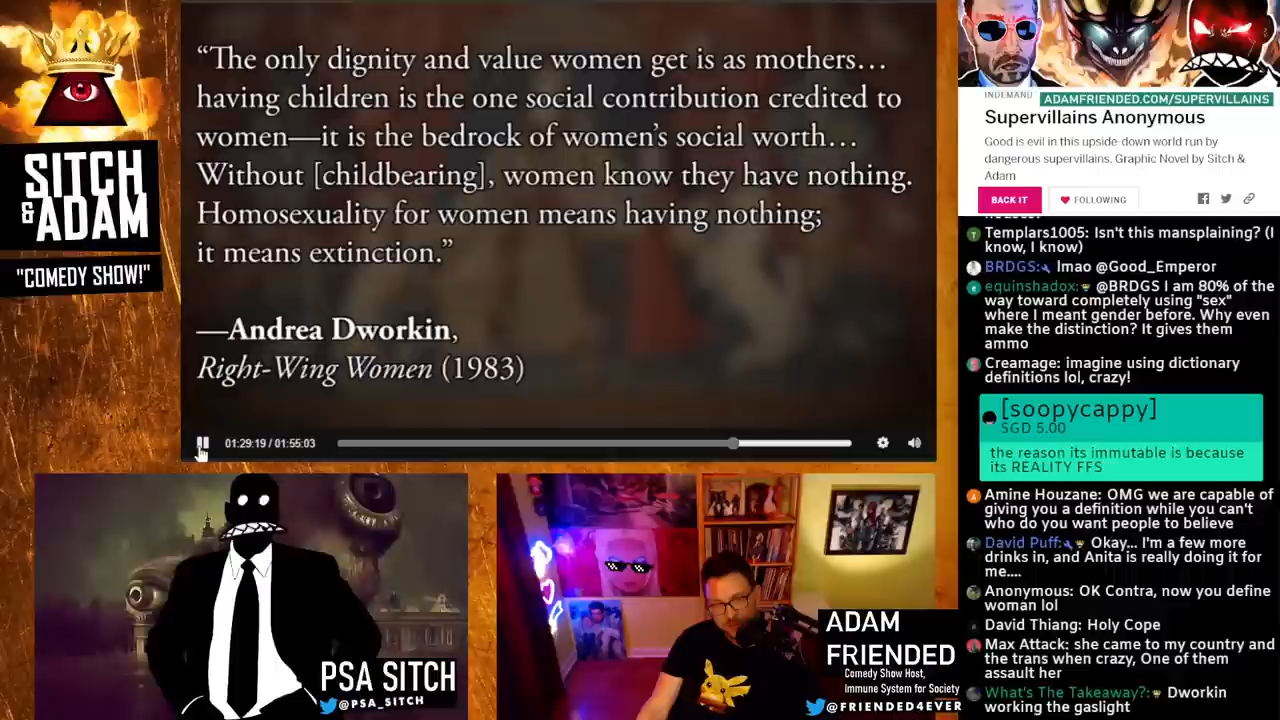 “The only dignity and value women get is as mothers…
having children is the one social contribution credited to
women—it is the bedrock of women’s social worth…
Without [childbearing], women know they have nothing.
Homosexuality for women means having nothing;
it means extinction.”
—Andrea Dworkin,
Right-Wing Women (1983)
01:29:19 / 01:55:03
SITCH
& ADAM
"COMEDY SHOW!"
PSA SITCH
@PSA_SITCH
ADAM
FRIENDED
Comedy Show Host,
Immune System for Society
@FRIENDED4EVER
INDEMAND
ADAMFRIENDED.COM/SUPERVILLAINS
Supervillains Anonymous
Good is evil in this upside-down world run by
dangerous supervillains. Graphic Novel by Sitch &
Adam
BACK IT
FOLLOWING
Templars1005: Isn't this mansplaining? (I
know, I know)
BRDGS: lmao @Good_Emperor
equinshadox: @BRDGS I am 80% of the
way toward completely using "sex"
where I meant gender before. Why even
make the distinction? It gives them
ammo
Creamage: imagine using dictionary
definitions lol, crazy!
[soopycappy]
SGD 5.00
the reason its immutable is because
its REALITY FFS
Amine Houzane: OMG we are capable of
giving you a definition while you can't
who do you want people to believe
David Puff: Okay... I'm a few more
drinks in, and Anita is really doing it for
me....
Anonymous: OK Contra, now you define
woman lol
David Thiang: Holy Cope
Max Attack: she came to my country and
the trans when crazy, One of them
assault her
What's The Takeaway?: Dworkin
working the gaslight